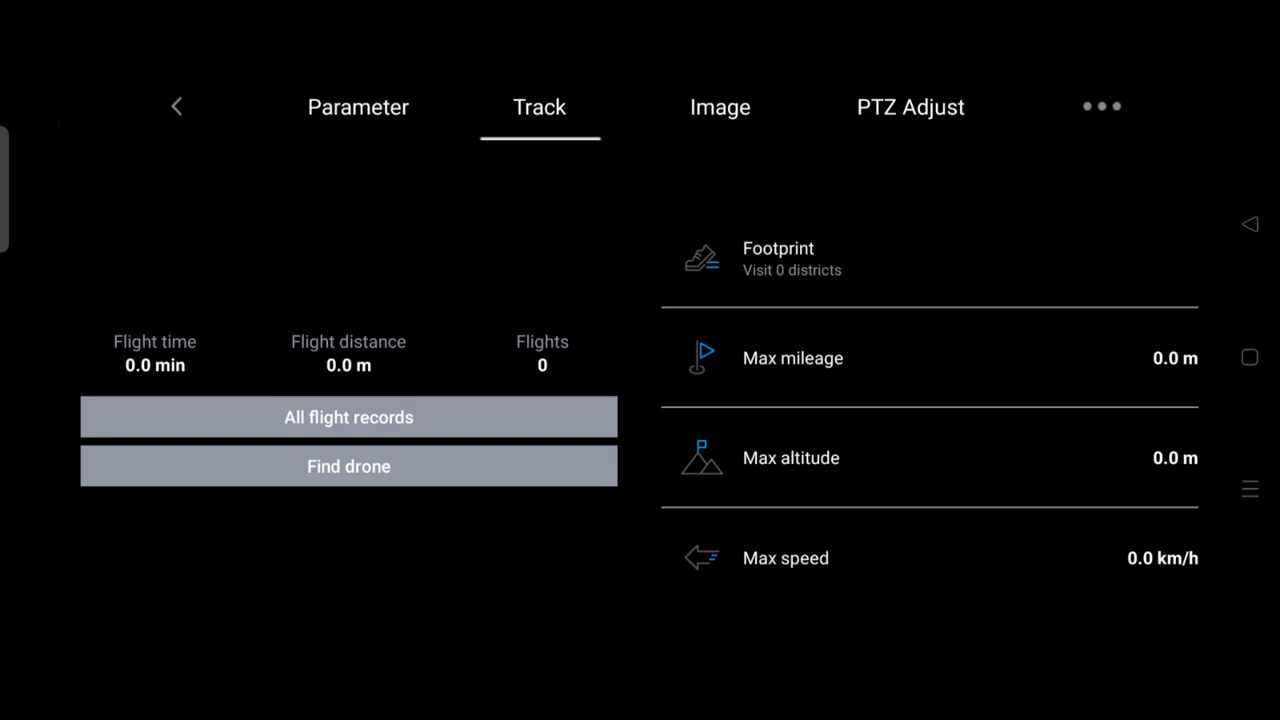 Parameter
Track
Image
PTZ Adjust
Footprint
Visit 0 districts
Flight time
0.0 min
Flight distance
0.0 m
Flights
0
All flight records
Find drone
Max mileage
0.0 m
Max altitude
0.0 m
Max speed
0.0 km/h